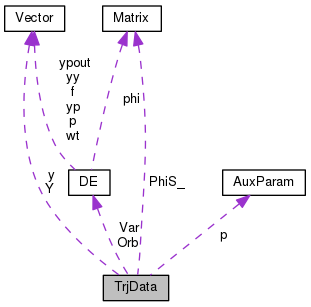 Vector
Matrix
ypout
yy
f
yp
p
wt
phi
y
Y
DE
PhiS_
AuxParam
Var
Orb
p
TrjData